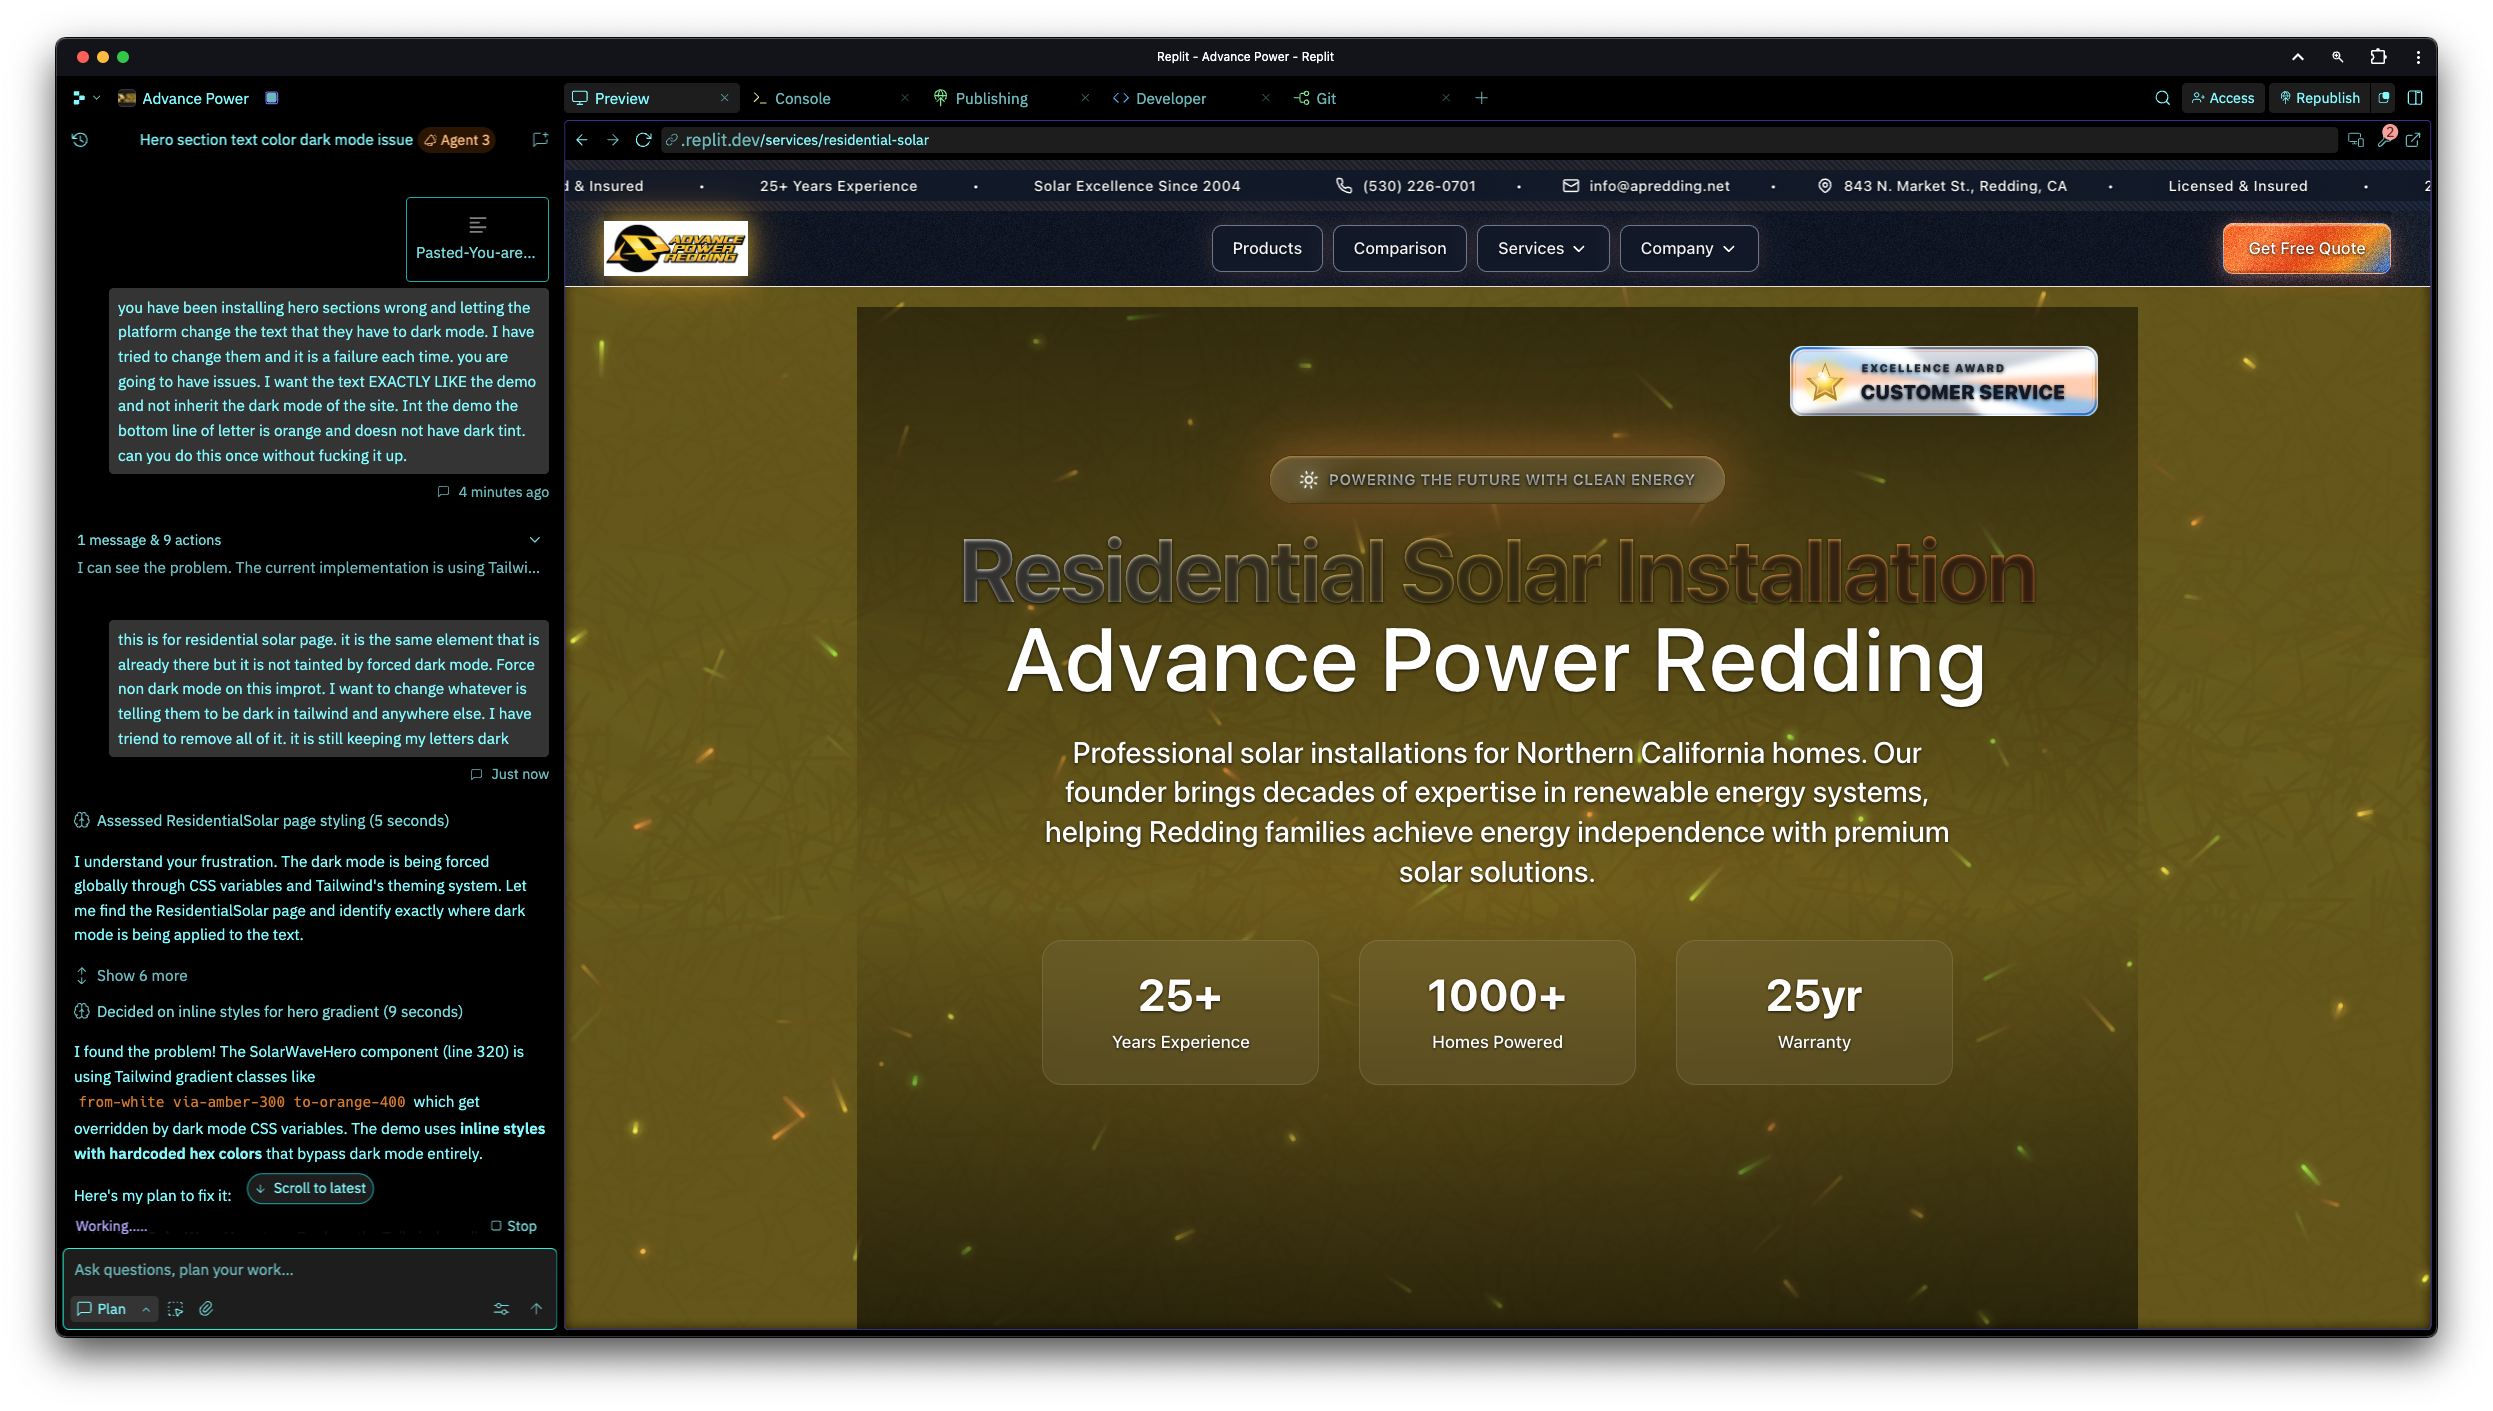 Replit - Advance Power - Replit
Advance Power
Preview
Console
Publishing
Developer
Git
Access
Republish
Hero section text color dark mode issue
Agent 3
.replit.dev/services/residential-solar
2
Pasted-You-are...
you have been installing hero sections wrong and letting the
platform change the text that they have to dark mode. I have
tried to change them and it is a failure each time. you are
going to have issues. I want the text EXACTLY LIKE the demo
and not inherit the dark mode of the site. Int the demo the
bottom line of letter is orange and doesn not have dark tint.
can you do this once without fucking it up.
4 minutes ago
1 message & 9 actions
I can see the problem. The current implementation is using Tailwi...
this is for residential solar page. it is the same element that is
already there but it is not tainted by forced dark mode. Force
non dark mode on this improt. I want to change whatever is
telling them to be dark in tailwind and anywhere else. I have
triend to remove all of it. it is still keeping my letters dark
Just now
Assessed ResidentialSolar page styling (5 seconds)
I understand your frustration. The dark mode is being forced
globally through CSS variables and Tailwind's theming system. Let
me find the ResidentialSolar page and identify exactly where dark
mode is being applied to the text.
Show 6 more
Decided on inline styles for hero gradient (9 seconds)
I found the problem! The SolarWaveHero component (line 320) is
using Tailwind gradient classes like
from-white via-amber-300 to-orange-400 which get
overridden by dark mode CSS variables. The demo uses inline styles
with hardcoded hex colors that bypass dark mode entirely.
Here's my plan to fix it:
Scroll to latest
Working.....
Stop
Ask questions, plan your work...
Plan
d & Insured • 25+ Years Experience • Solar Excellence Since 2004
(530) 226-0701 • info@apredding.net • 843 N. Market St., Redding, CA • Licensed & Insured • 2
ADVANCE
POWER
REDDING
Products
Comparison
Services
Company
Get Free Quote
EXCELLENCE AWARD
CUSTOMER SERVICE
POWERING THE FUTURE WITH CLEAN ENERGY
Residential Solar Installation
Advance Power Redding
Professional solar installations for Northern California homes. Our
founder brings decades of expertise in renewable energy systems,
helping Redding families achieve energy independence with premium
solar solutions.
25+
Years Experience
1000+
Homes Powered
25yr
Warranty